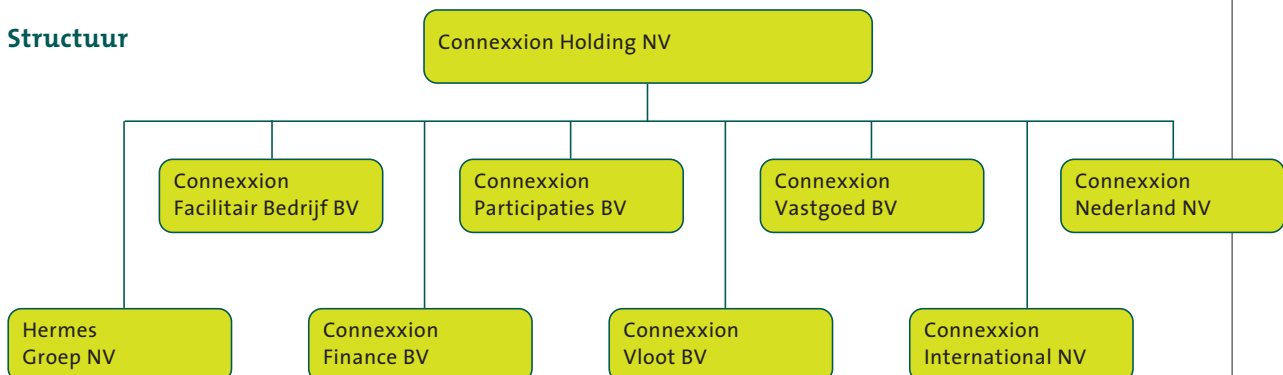 Structuur
Connexxion Holding NV
Connexxion
Facilitair Bedrijf BV
Connexxion
Participaties BV
Connexxion
Vastgoed BV
Connexxion
Nederland NV
Hermes
Groep NV
Connexxion
Finance BV
Connexxion
Vloot BV
Connexxion
International NV